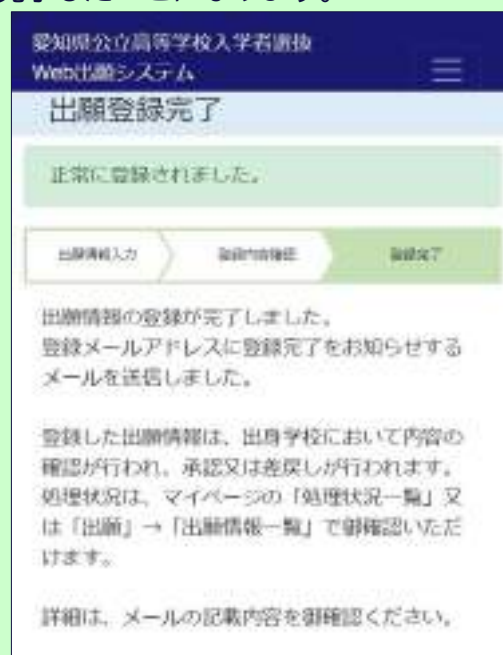 愛知県公立高等学校入学者選抜
Web出願システム
出願登録完了
正常に登録されました。
出願情報入力
登録内容確認
登録完了
出願情報の登録が完了しました。
登録メールアドレスに登録完了をお知らせする
メールを送信しました。
登録した出願情報は、出身学校において内容の
確認が行われ、承認又は差戻しが行われます。
処理状況は、マイページの「処理状況一覧」又
は「出願」→「出願情報一覧」で御確認いただ
けます。
詳細は、メールの記載内容を御確認ください。